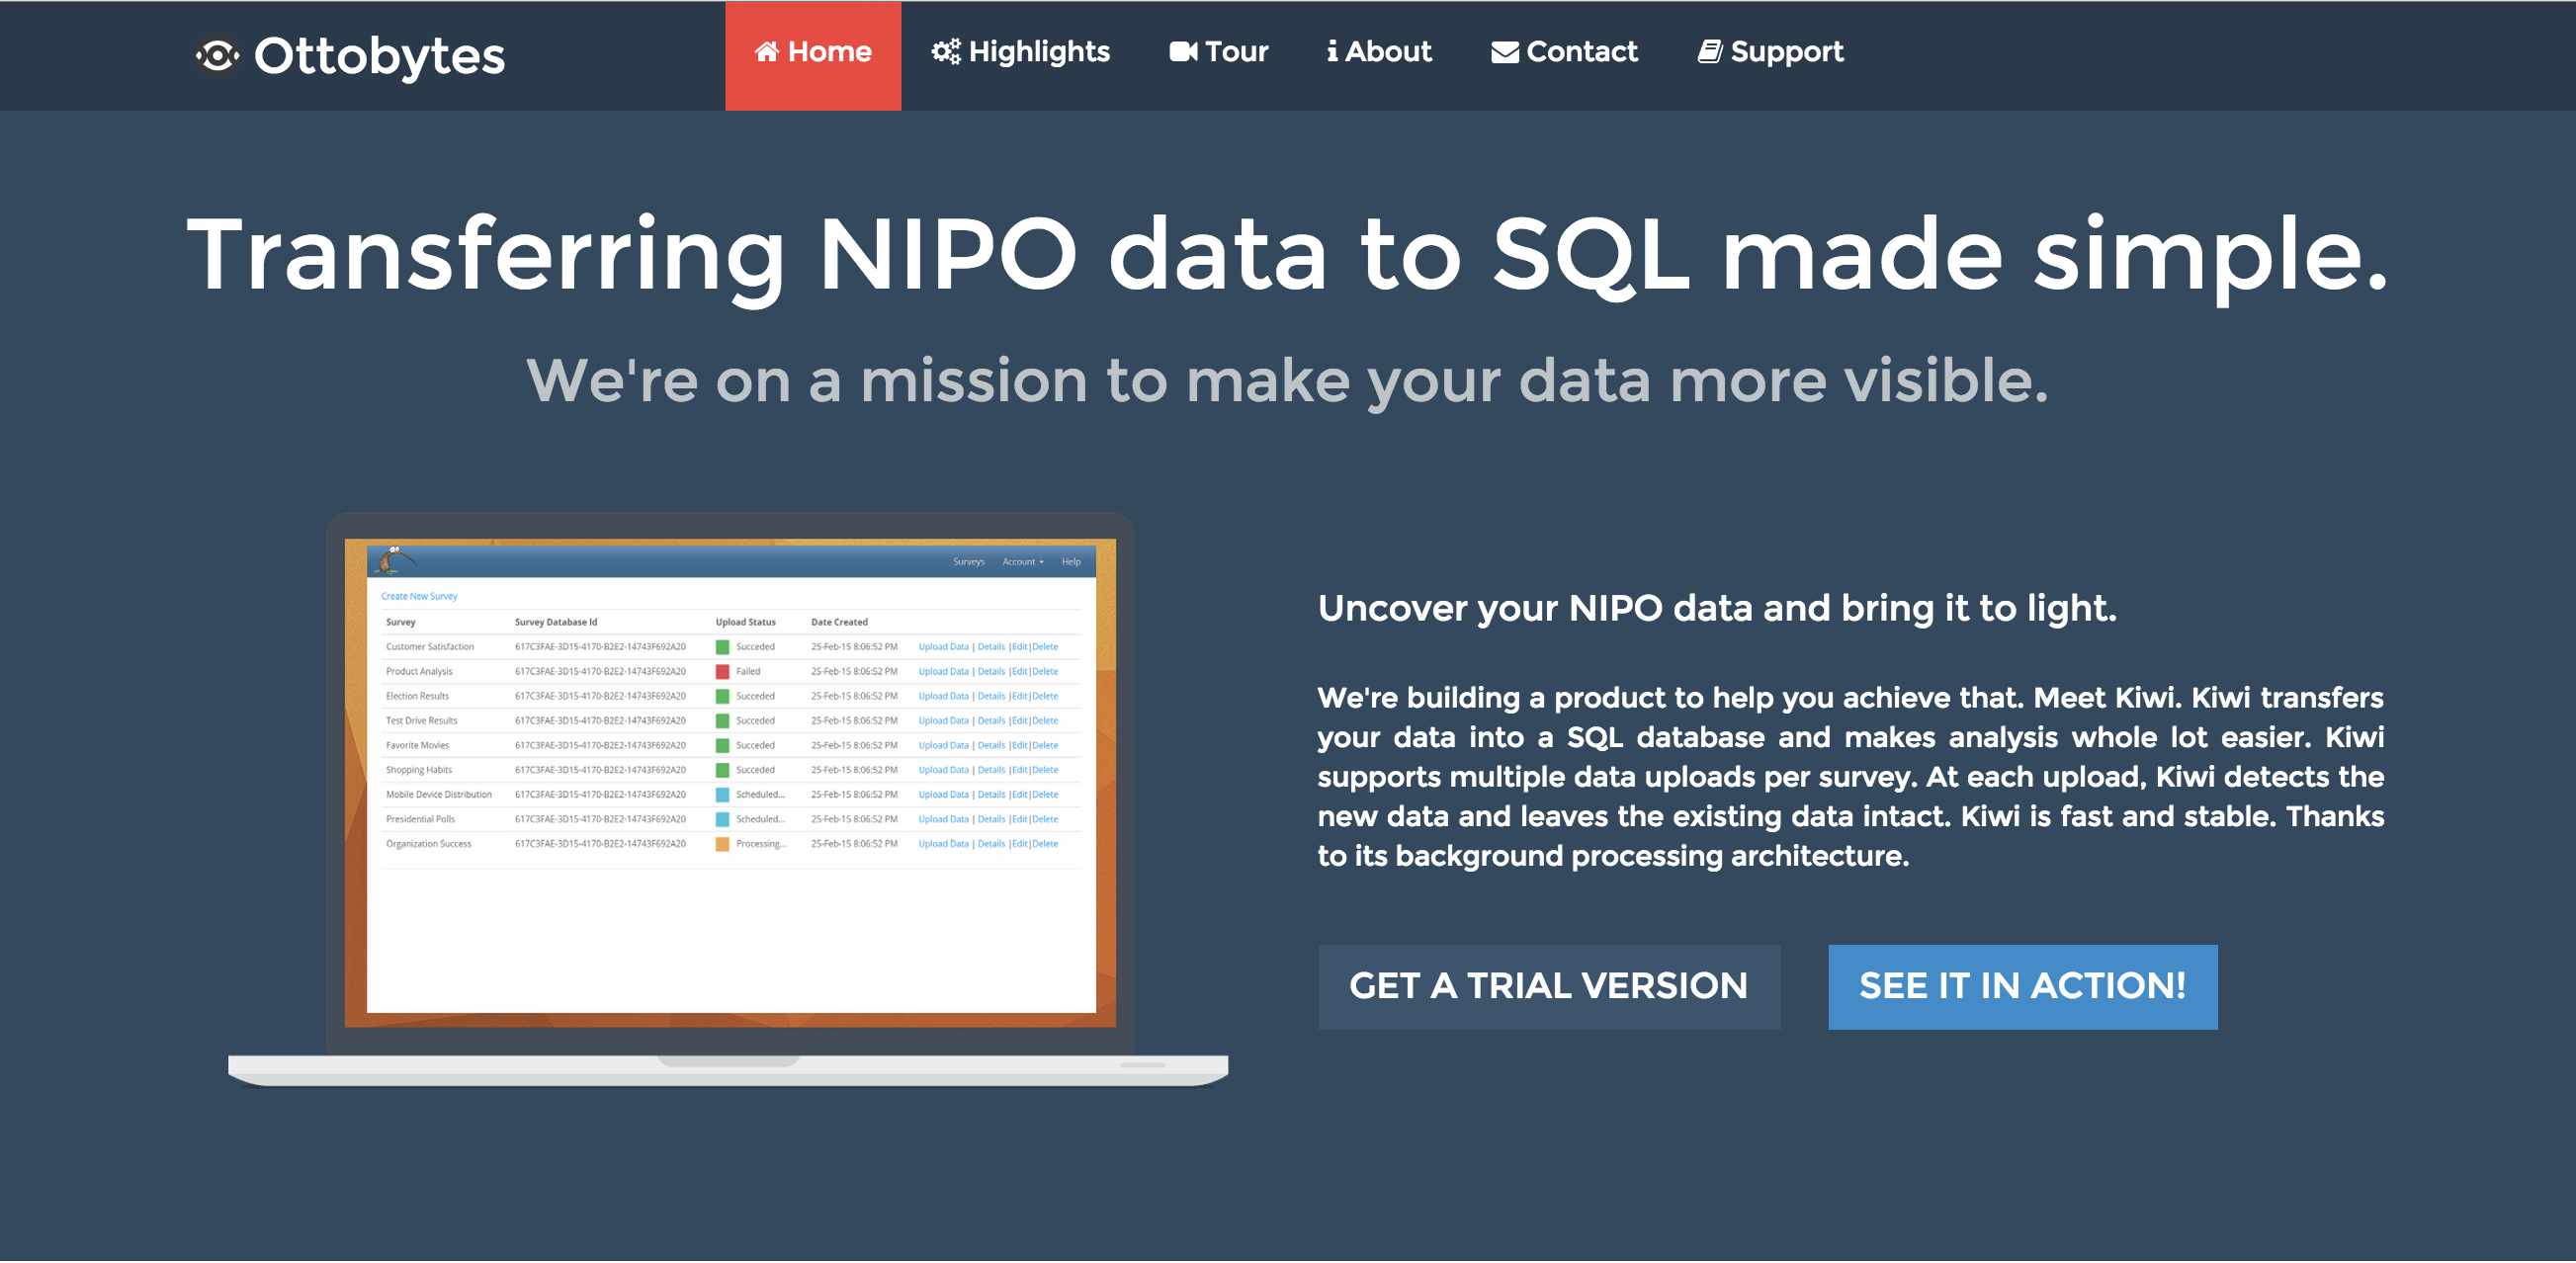 Ottobytes
Home Highlights Tour About Contact Support
Transferring NIPO data to SQL made simple.
We're on a mission to make your data more visible.
Surveys Account Help
Create New Survey
Survey Survey Database Id Upload Status Date Created
Customer Satisfaction 617C3FAE-3D15-4170-B2E2-14743F692A20 Succeded 25-Feb-15 8:06:52 PM Upload Data | Details |Edit|Delete
Product Analysis 617C3FAE-3D15-4170-B2E2-14743F692A20 Failed 25-Feb-15 8:06:52 PM Upload Data | Details |Edit|Delete
Election Results 617C3FAE-3D15-4170-B2E2-14743F692A20 Succeded 25-Feb-15 8:06:52 PM Upload Data | Details |Edit|Delete
Test Drive Results 617C3FAE-3D15-4170-B2E2-14743F692A20 Succeded 25-Feb-15 8:06:52 PM Upload Data | Details |Edit|Delete
Favorite Movies 617C3FAE-3D15-4170-B2E2-14743F692A20 Succeded 25-Feb-15 8:06:52 PM Upload Data | Details |Edit|Delete
Shopping Habits 617C3FAE-3D15-4170-B2E2-14743F692A20 Succeded 25-Feb-15 8:06:52 PM Upload Data | Details |Edit|Delete
Mobile Device Distribution 617C3FAE-3D15-4170-B2E2-14743F692A20 Scheduled... 25-Feb-15 8:06:52 PM Upload Data | Details |Edit|Delete
Presidential Polls 617C3FAE-3D15-4170-B2E2-14743F692A20 Scheduled... 25-Feb-15 8:06:52 PM Upload Data | Details |Edit|Delete
Organization Success 617C3FAE-3D15-4170-B2E2-14743F692A20 Processing... 25-Feb-15 8:06:52 PM Upload Data | Details |Edit|Delete
Uncover your NIPO data and bring it to light.
We're building a product to help you achieve that. Meet Kiwi. Kiwi transfers
your data into a SQL database and makes analysis whole lot easier. Kiwi
supports multiple data uploads per survey. At each upload, Kiwi detects the
new data and leaves the existing data intact. Kiwi is fast and stable. Thanks
to its background processing architecture.
GET A TRIAL VERSION SEE IT IN ACTION!